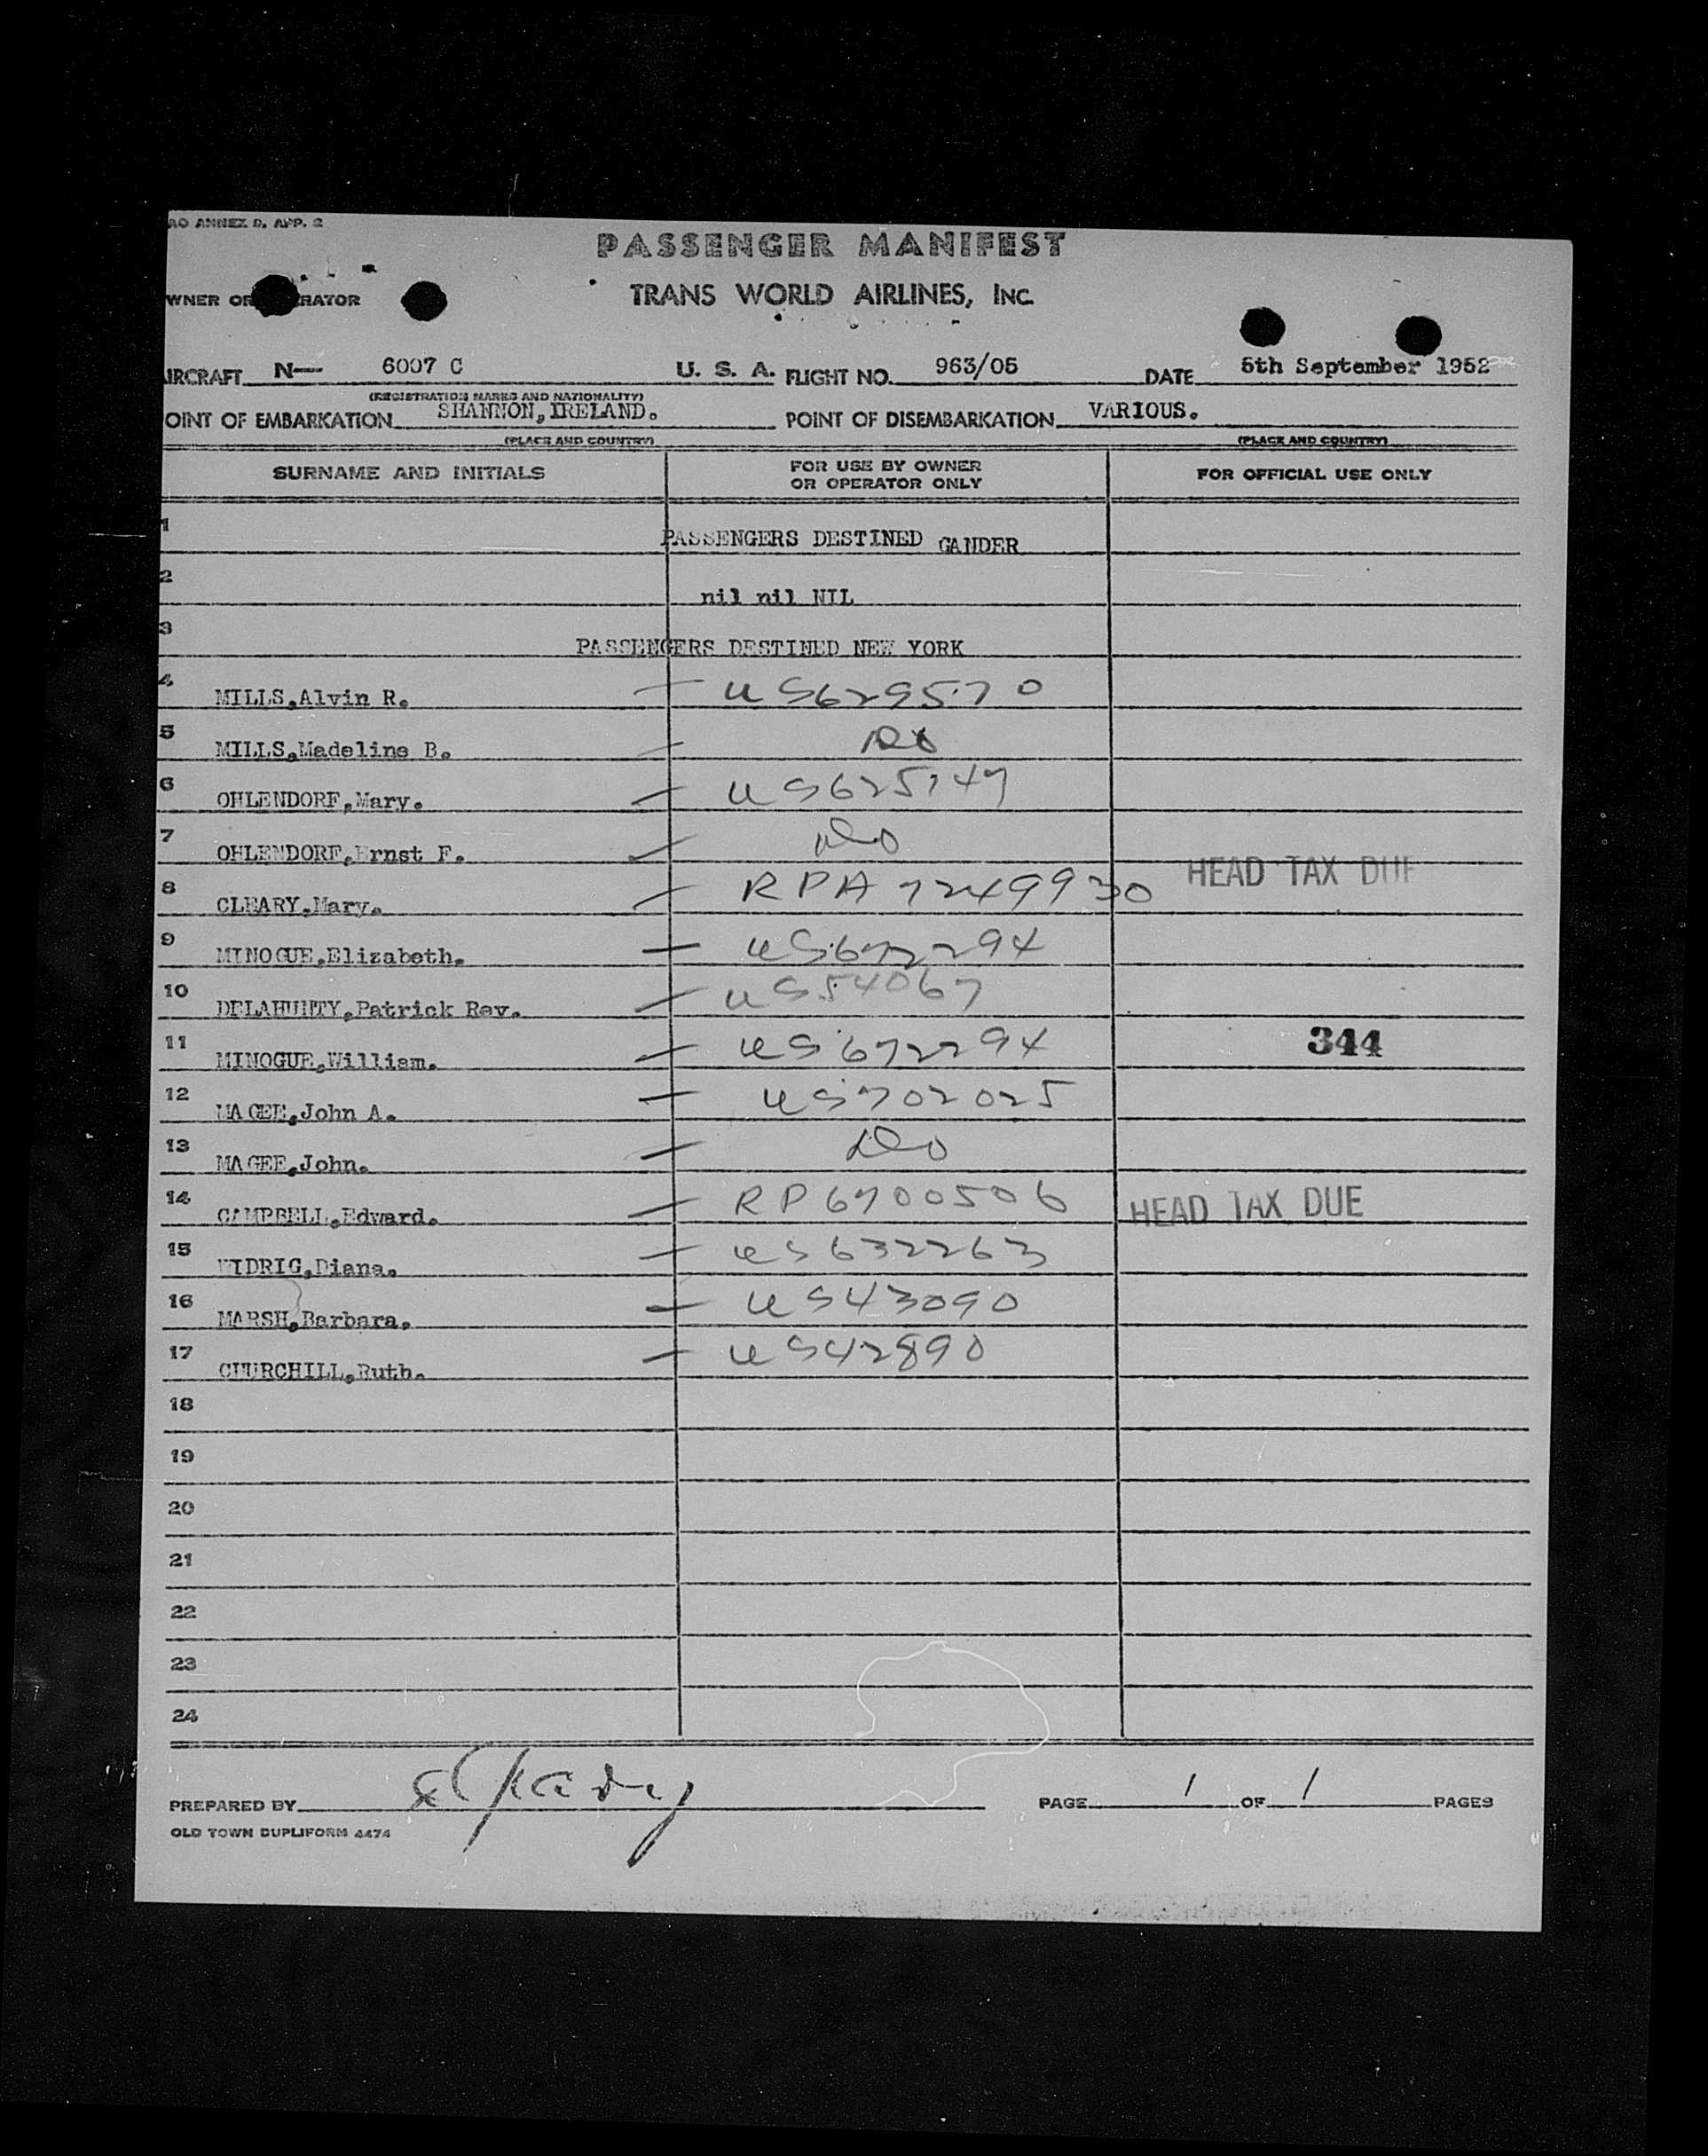 AO ANNEX 9, APP. 2
PASSENGER MANIFEST
WNER OR RATOR TRANS WORLD AIRLINES, INC.
IRCRAFT N— 6007 C U. S. A. FLIGHT NO. 963/05 DATE 5th September 1952
(REGISTRATION MARKS AND NATIONALITY)
OINT OF EMBARKATION SHANNON, IRELAND. POINT OF DISEMBARKATION VARIOUS.
(PLACE AND COUNTRY) (PLACE AND COUNTRY)
SURNAME AND INITIALS FOR USE BY OWNER OR OPERATOR ONLY FOR OFFICIAL USE ONLY
1 PASSENGERS DESTINED GANDER
2 nil nil NIL
3 PASSENGERS DESTINED NEW YORK
4 MILLS,Alvin R. — US629570
5 MILLS,Madeline B. — Do
6 OHLENDORF,Mary. — US625747
7 OHLENDORF,Ernst F. — Do
HEAD TAX DUE
8 CLEARY,Mary. — RPA 7249930
9 MINOGUE,Elizabeth. — US672294
10 DELAHUNTY,Patrick Rev. — US54067
11 MINOGUE,William. — US672294 344
12 MAGEE,John A. — US702025
13 MAGEE,John. — Do
14 CAMPBELL,Edward. — RP6700506 HEAD TAX DUE
15 WIDRIG,Diana. — US632263
16 MARSH,Barbara. — US43090
17 CHURCHILL,Ruth. — US42890
18
19
20
21
22
23
24
PREPARED BY PAGE 1 OF 1 PAGES
OLD TOWN DUPLIFORM 4474